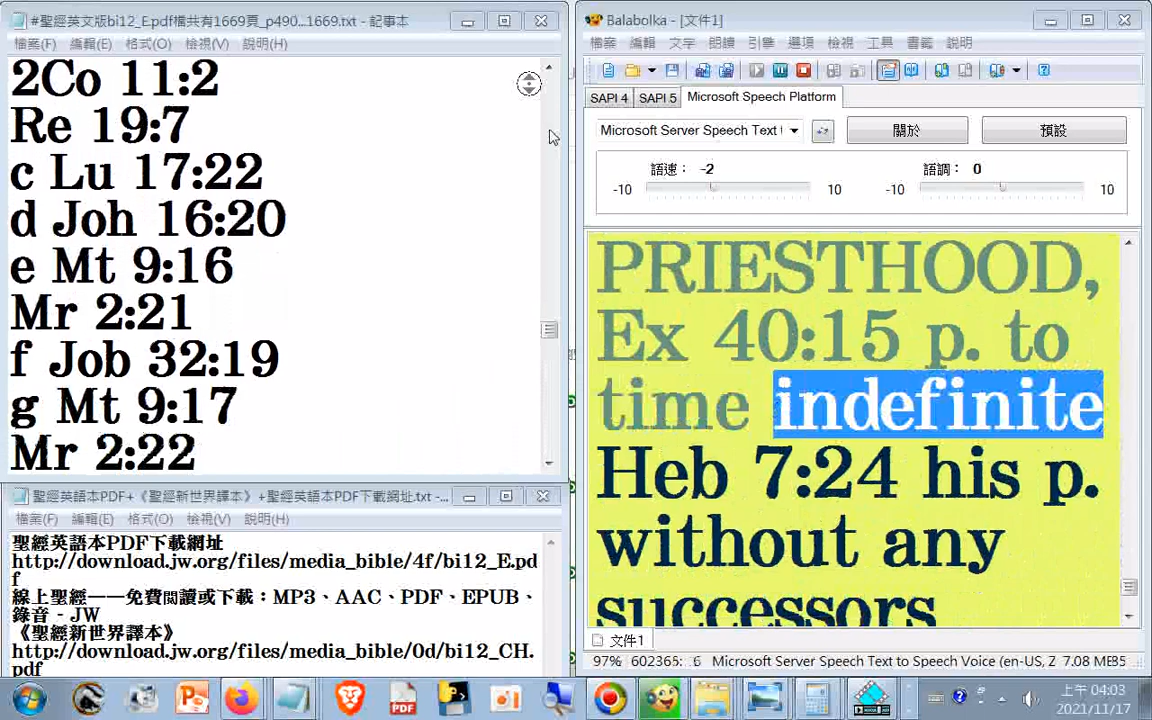 #聖經英文版bi12_E.pdf檔共有1669頁_p490...1669.txt - 記事本
檔案(F) 編輯(E) 格式(O) 檢視(V) 說明(H)
2Co 11:2
Re 19:7
c Lu 17:22
d Joh 16:20
e Mt 9:16
Mr 2:21
f Job 32:19
g Mt 9:17
Mr 2:22
聖經英語本PDF+《聖經新世界譯本》+聖經英語本PDF下載網址.txt -...
檔案(F) 編輯(E) 格式(O) 檢視(V) 說明(H)
聖經英語本PDF下載網址
http://download.jw.org/files/media_bible/4f/bi12_E.pd
f
線上聖經——免費閱讀或下載：MP3、AAC、PDF、EPUB、
錄音 - JW
《聖經新世界譯本》
http://download.jw.org/files/media_bible/0d/bi12_CH.
pdf
Balabolka - [文件1]
檔案 編輯 文字 朗讀 引擎 選項 檢視 工具 書籤 說明
SAPI 4 SAPI 5 Microsoft Speech Platform
Microsoft Server Speech Text 關於 預設
語速： -2 語調： 0
-10 10 -10 10
PRIESTHOOD,
Ex 40:15 p. to
time indefinite
Heb 7:24 his p.
without any
successors
文件1
97% 602365: 6 Microsoft Server Speech Text to Speech Voice (en-US, Z 7.08 MB
上午 04:03
2021/11/17